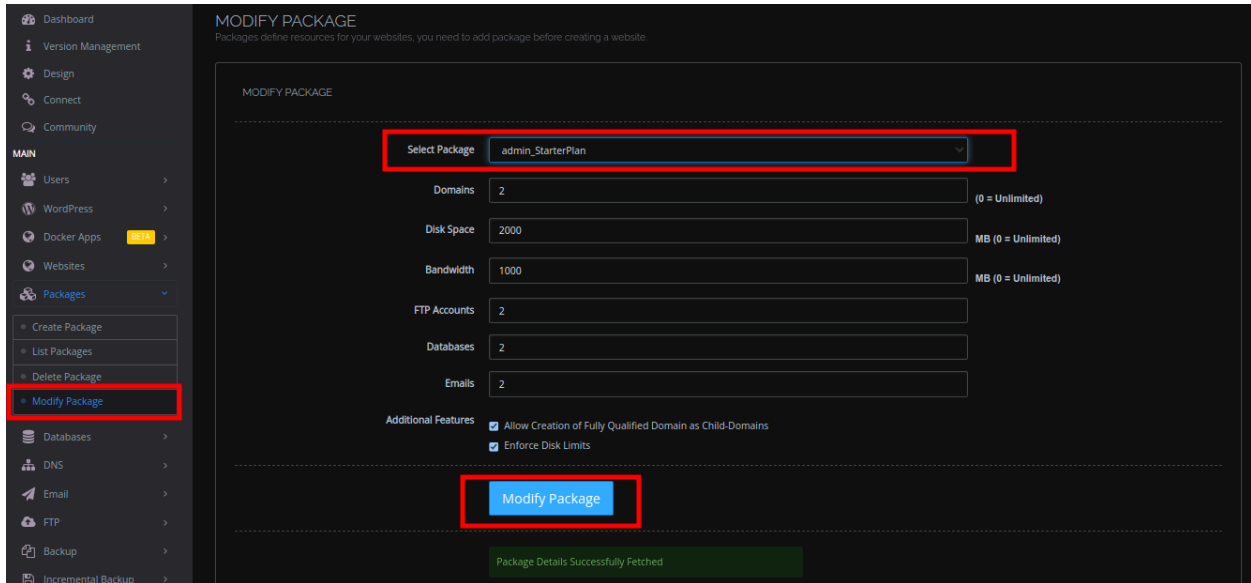 Dashboard
Version Management
Design
Connect
Community
MAIN
Users
WordPress
Docker Apps BETA
Websites
Packages
Create Package
List Packages
Delete Package
Modify Package
Databases
DNS
Email
FTP
Backup
Incremental Backup
MODIFY PACKAGE
Packages define resources for your websites, you need to add package before creating a website.
MODIFY PACKAGE
Select Package admin_StarterPlan
Domains 2 (0 = Unlimited)
Disk Space 2000 MB (0 = Unlimited)
Bandwidth 1000 MB (0 = Unlimited)
FTP Accounts 2
Databases 2
Emails 2
Additional Features Allow Creation of Fully Qualified Domain as Child-Domains
Enforce Disk Limits
Modify Package
Package Details Successfully Fetched